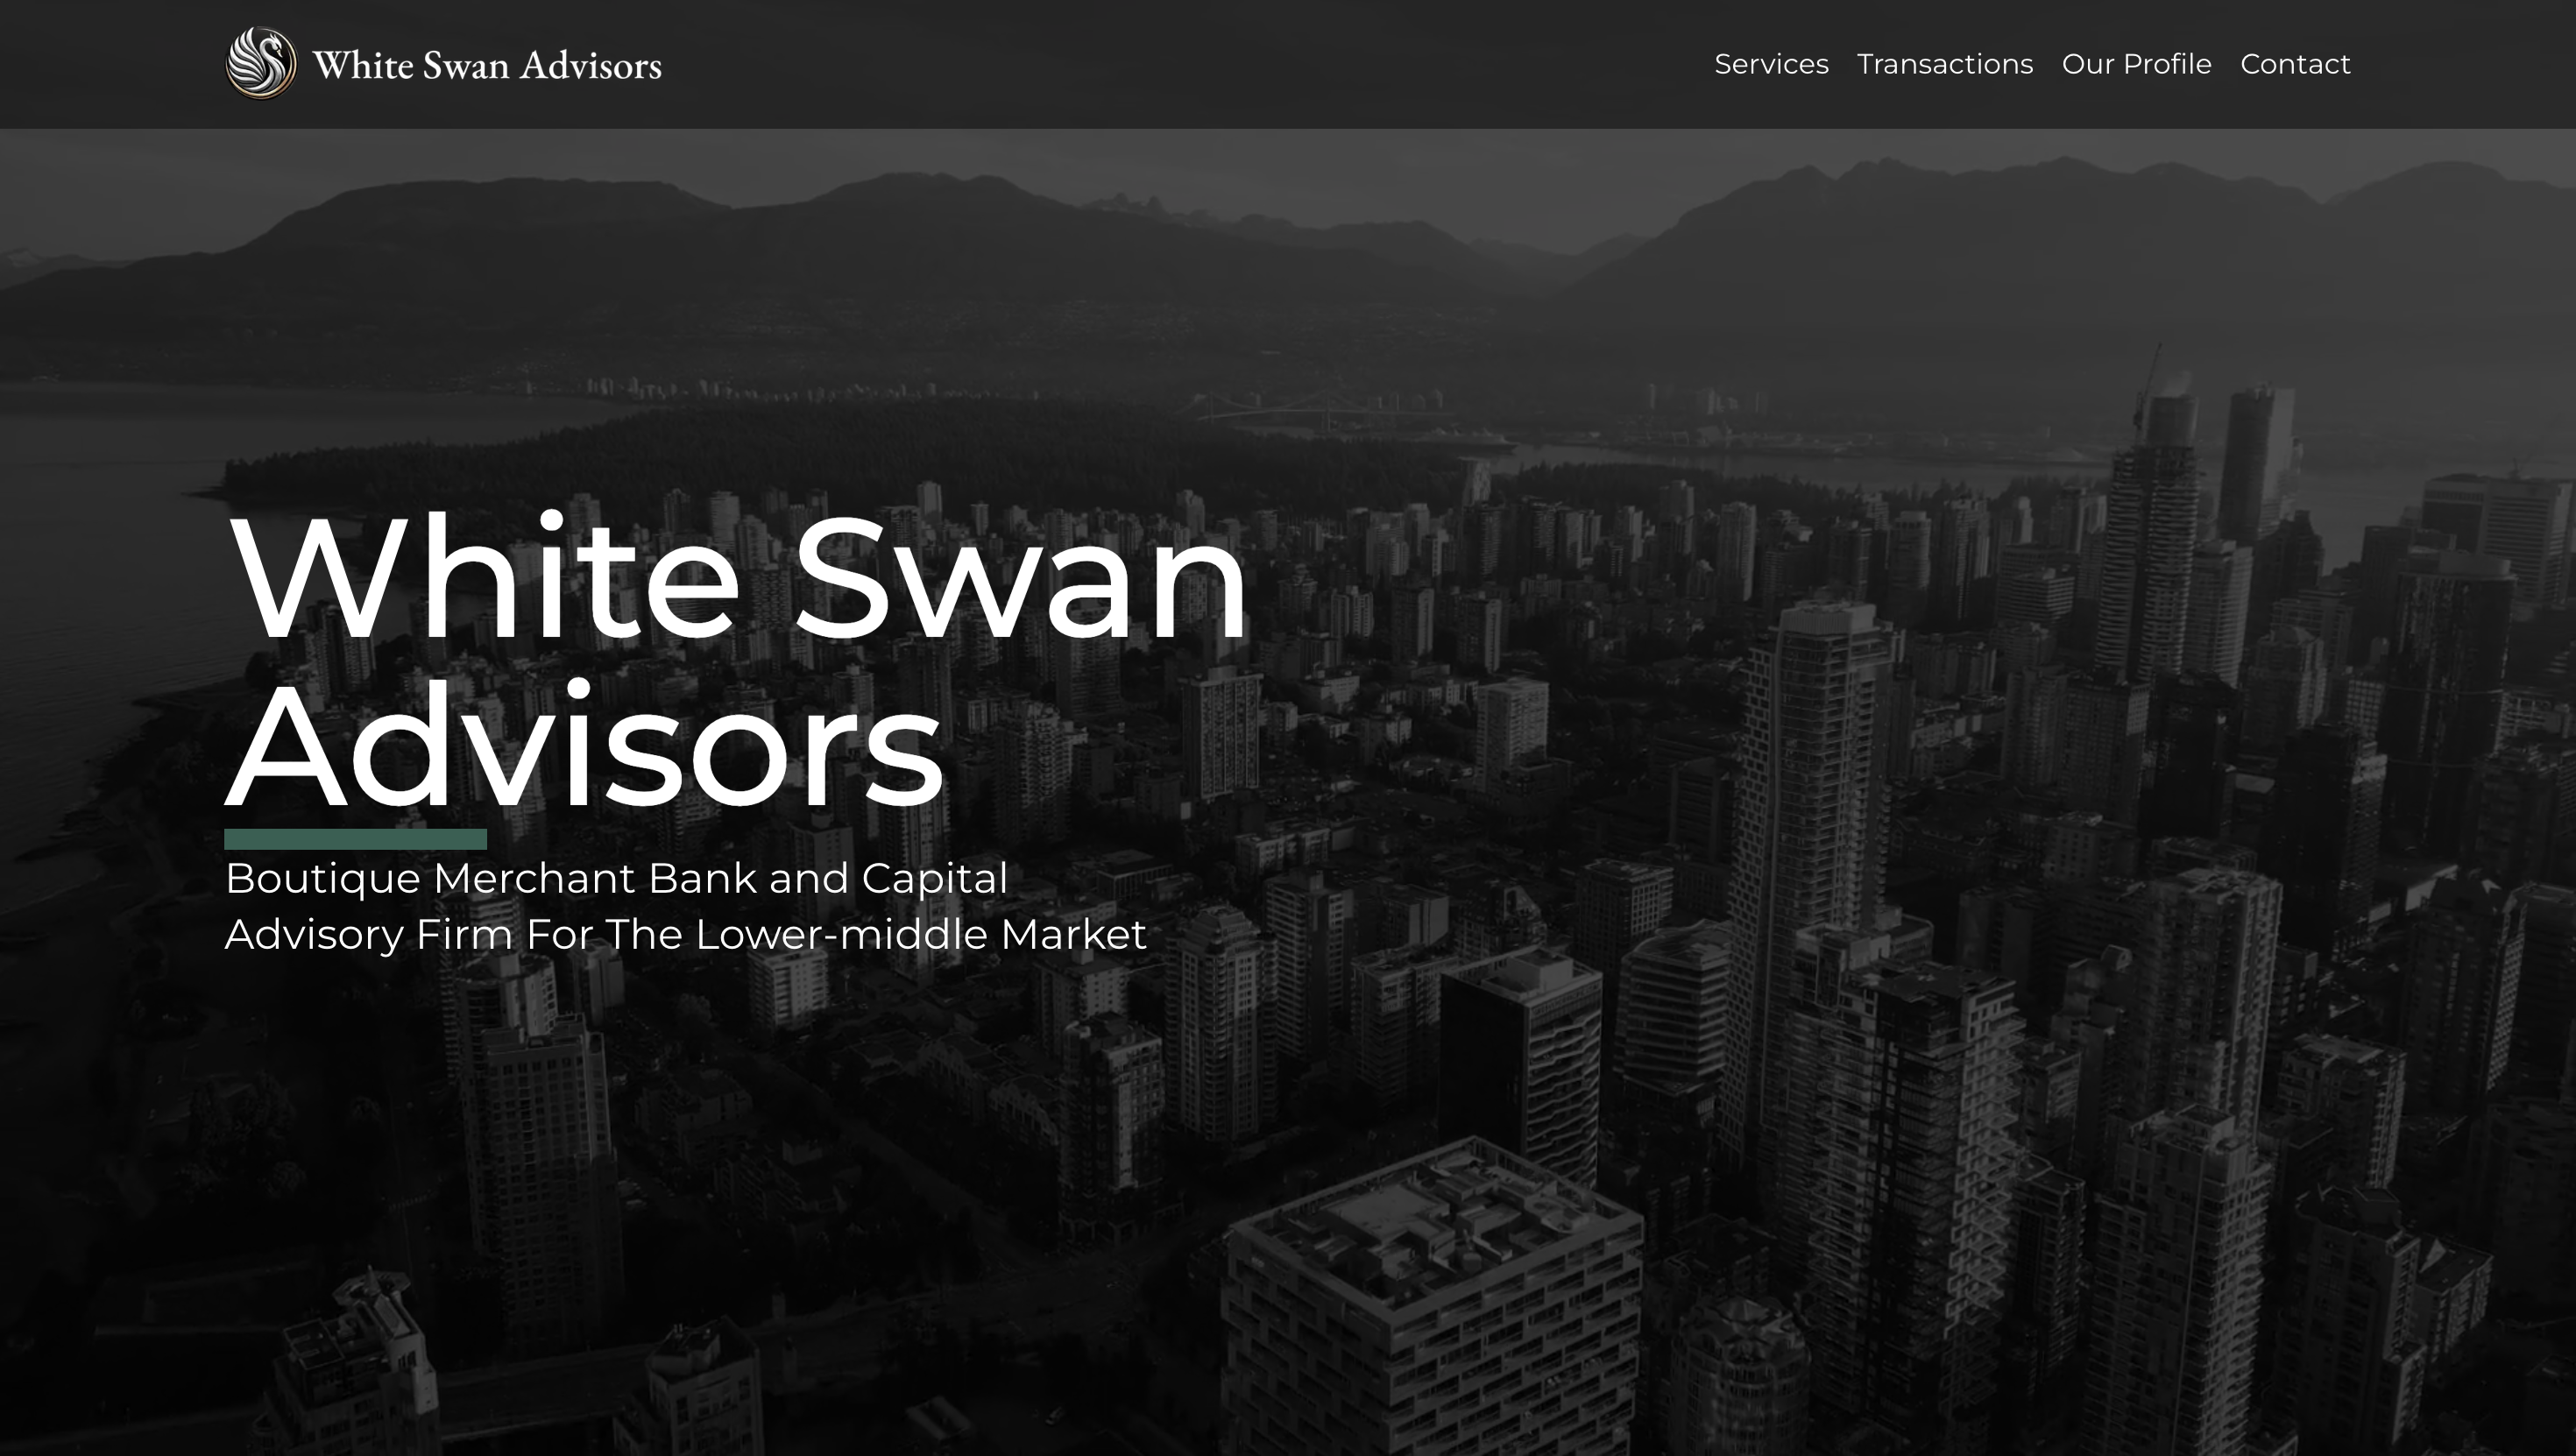 White Swan Advisors
Services Transactions Our Profile Contact
White Swan
Advisors
Boutique Merchant Bank and Capital
Advisory Firm For The Lower-middle Market